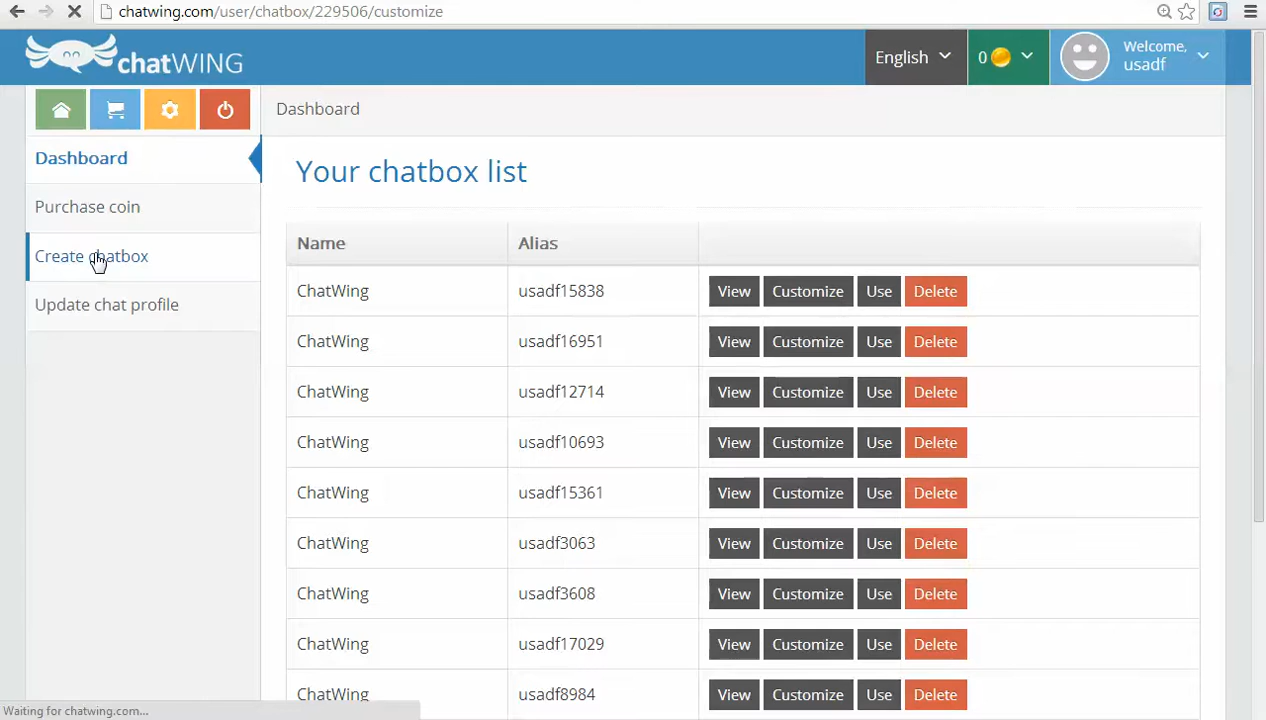 chatwing.com/user/chatbox/229506/customize
chatWING
English
0
Welcome,
usadf
Dashboard
Dashboard
Purchase coin
Create chatbox
Update chat profile
Your chatbox list
Name Alias
ChatWing usadf15838 View Customize Use Delete
ChatWing usadf16951 View Customize Use Delete
ChatWing usadf12714 View Customize Use Delete
ChatWing usadf10693 View Customize Use Delete
ChatWing usadf15361 View Customize Use Delete
ChatWing usadf3063 View Customize Use Delete
ChatWing usadf3608 View Customize Use Delete
ChatWing usadf17029 View Customize Use Delete
ChatWing usadf8984 View Customize Use Delete
Waiting for chatwing.com...